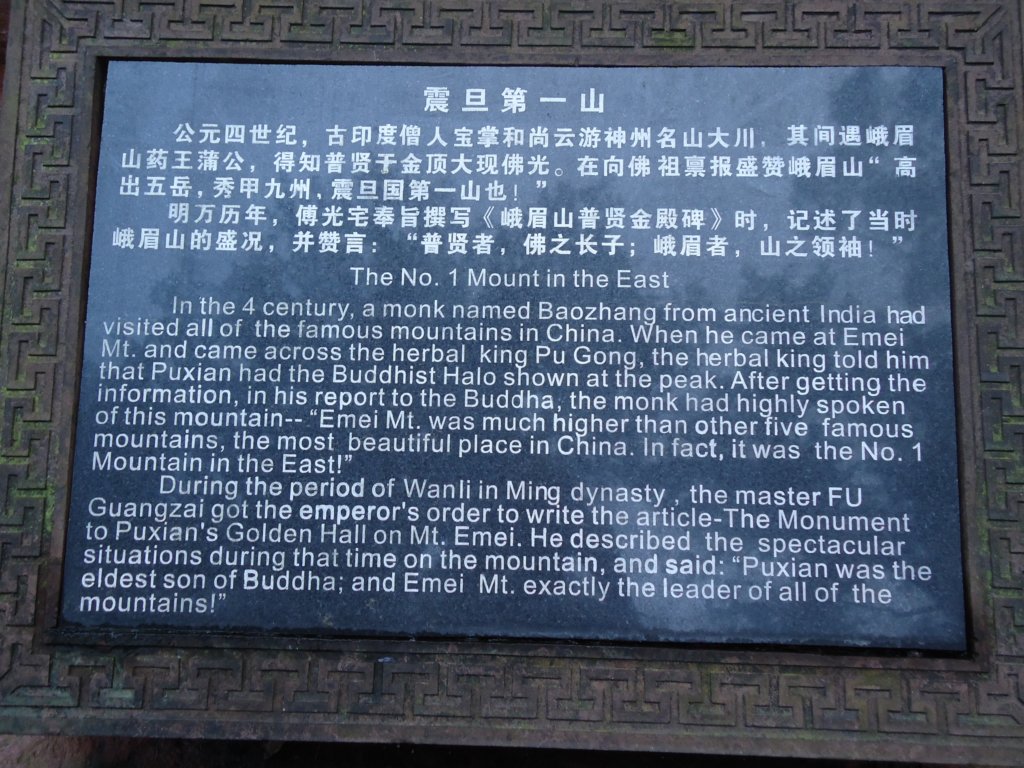 震旦第一山
公元四世纪，古印度僧人宝掌和尚云游神州名山大川，其间遇峨眉
山药王蒲公，得知普贤于金顶大现佛光。在向佛祖禀报盛赞峨眉山“高
出五岳，秀甲九州，震旦国第一山也！”
明万历年，傅光宅奉旨撰写《峨眉山普贤金殿碑》时，记述了当时
峨眉山的盛况，并赞言：“普贤者，佛之长子；峨眉者，山之领袖！”
The No. 1 Mount in the East
In the 4 century, a monk named Baozhang from ancient India had
visited all of the famous mountains in China. When he came at Emei
Mt. and came across the herbal king Pu Gong, the herbal king told him
that Puxian had the Buddhist Halo shown at the peak. After getting the
information, in his report to the Buddha, the monk had highly spoken
of this mountain-- “Emei Mt. was much higher than other five famous
mountains, the most beautiful place in China. In fact, it was the No. 1
Mountain in the East!”
During the period of Wanli in Ming dynasty , the master FU
Guangzai got the emperor's order to write the article-The Monument
to Puxian's Golden Hall on Mt. Emei. He described the spectacular
situations during that time on the mountain, and said: “Puxian was the
eldest son of Buddha; and Emei Mt. exactly the leader of all of the
mountains!”